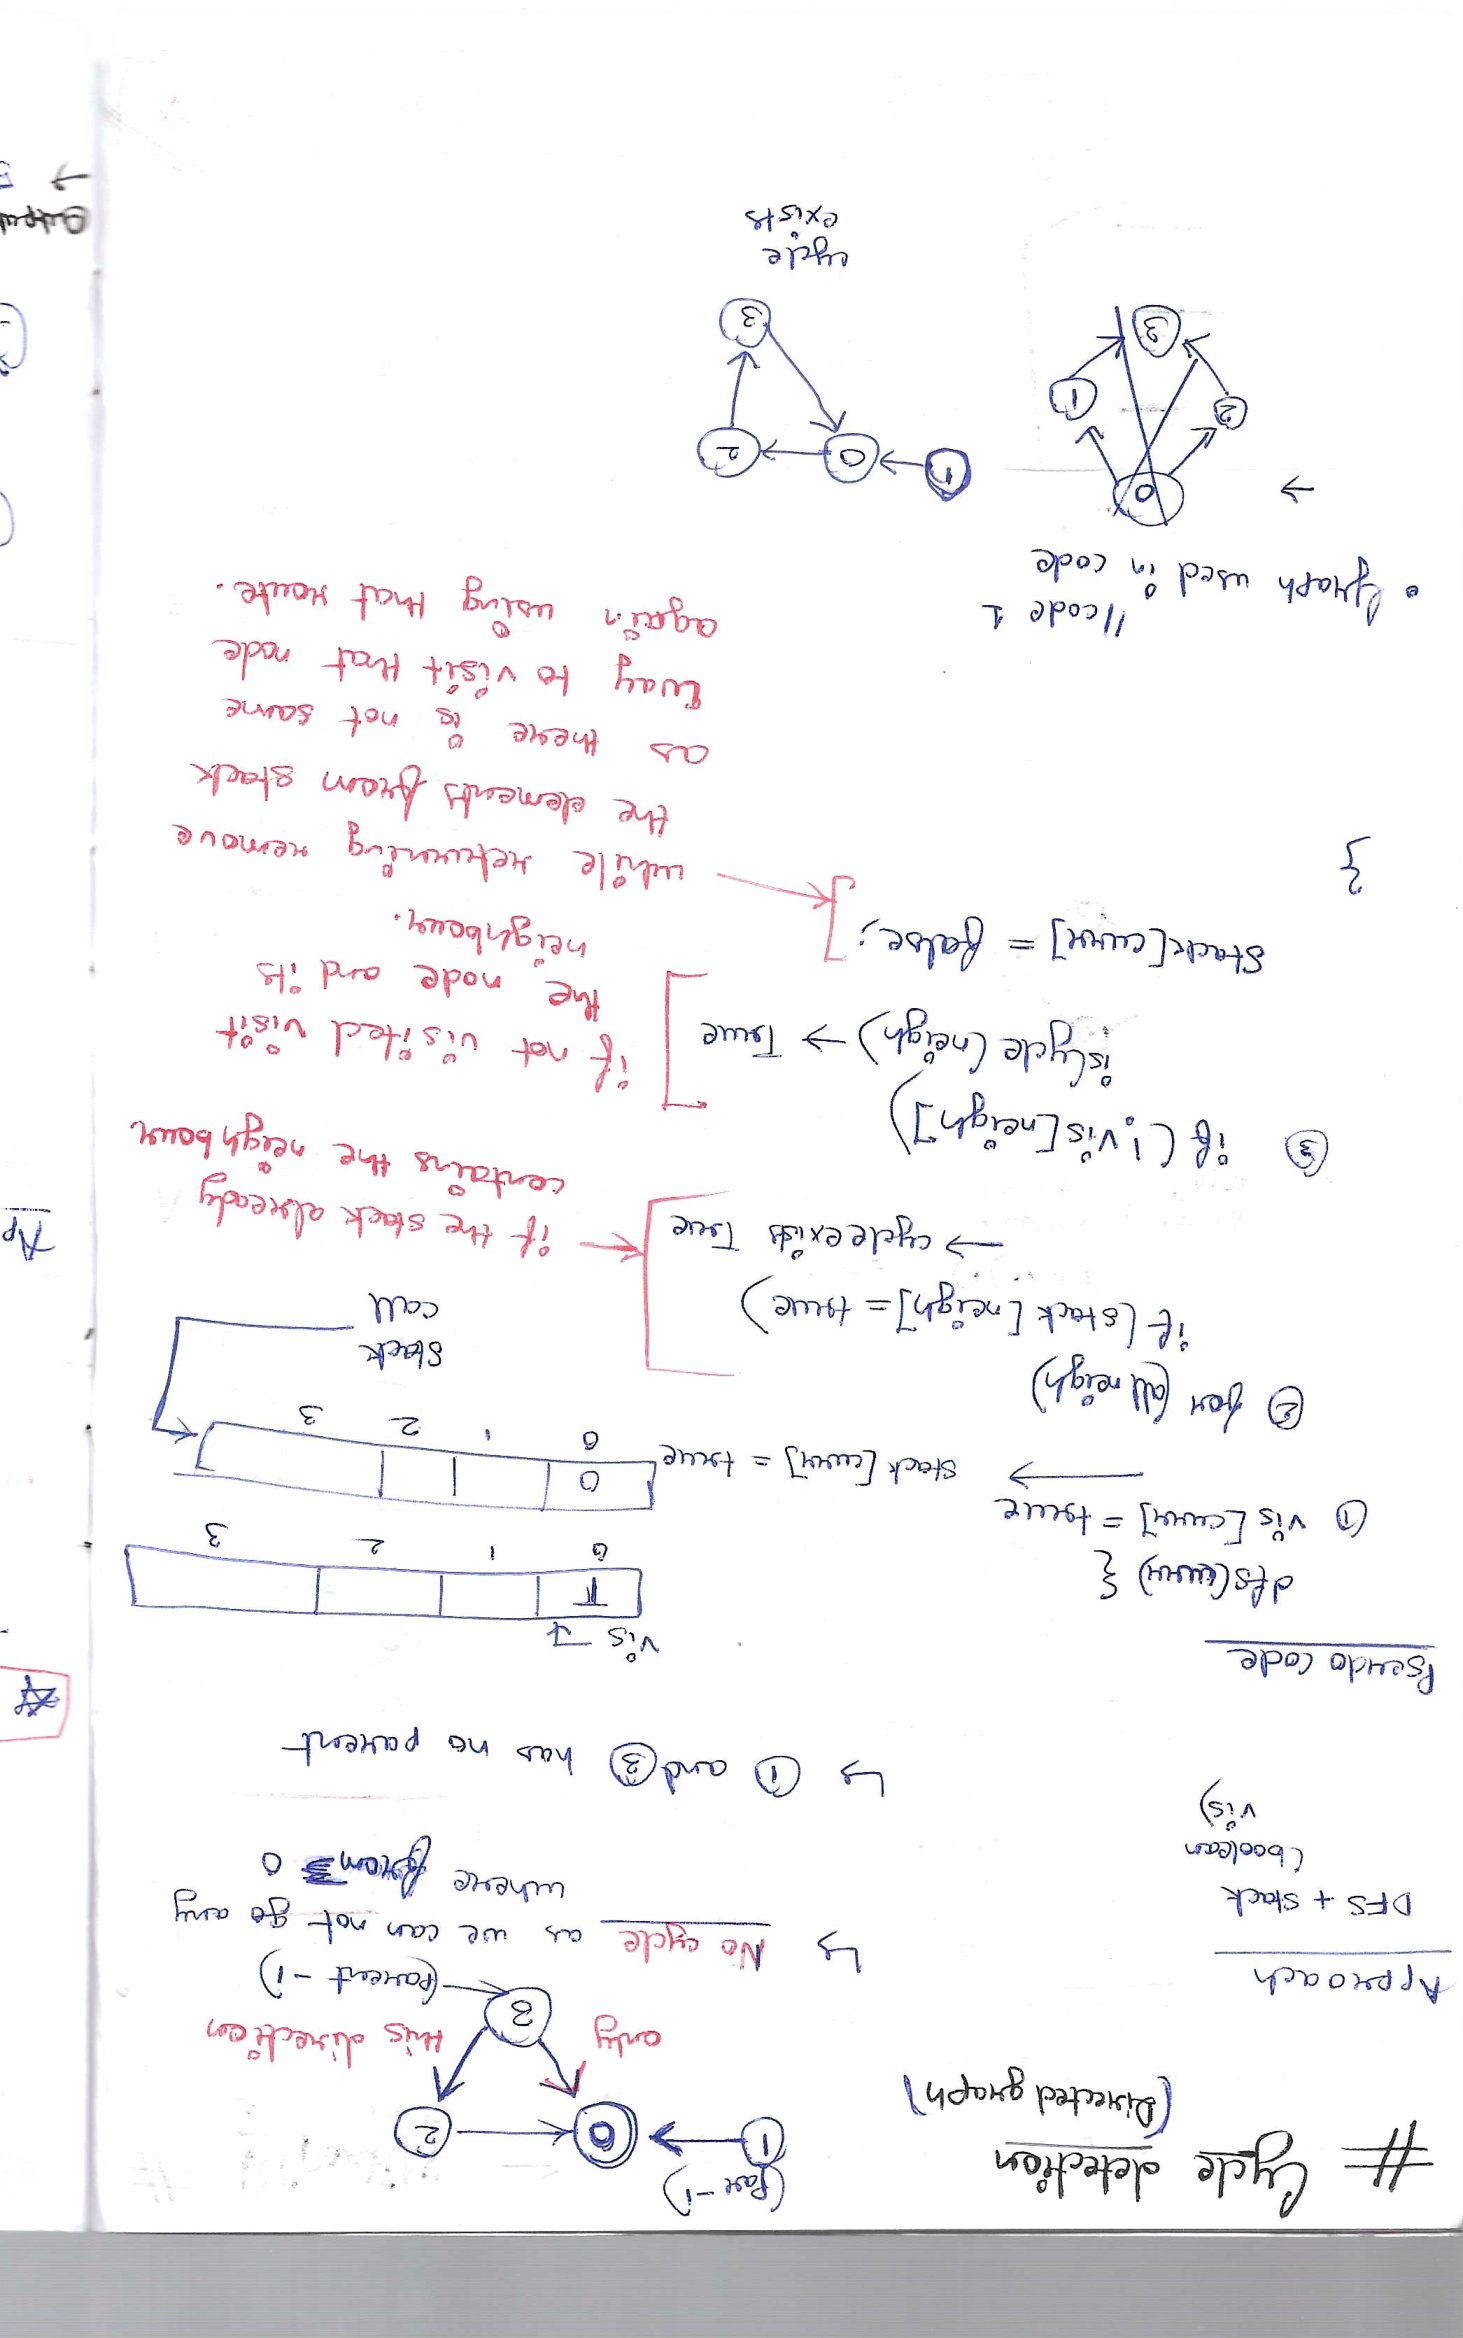 # Cycle detection
(Directed graph)
(Par -1)
1
0
2
3
only
this direction
(Parent -1)
Approach
DFS + stack
(boolean
vis)
↳ No cycle as we can not go any
where from 0
↳ ① and ③ has no parent
Pseudo code
dfs(curr) {
① vis [curr] = true
→ stack [curr] = true
vis T
T
0 1 2 3
0
0 1 2 3
stack
call
② for (all neigh)
if (stack [neigh] = true)
→ cycle exists True
if the stack already
contains the neighbour
③ if (! vis [neigh])
isCycle (neigh) → True
if not visited visit
the node and its
neighbour.
stack [curr] = false;
while returning remove
the elements from stack
as there is not same
way to visit that node
again using that route.
}
//code 1
• Graph used in code
→
0
2
1
3
1
0
2
3
cycle
exists
Ap